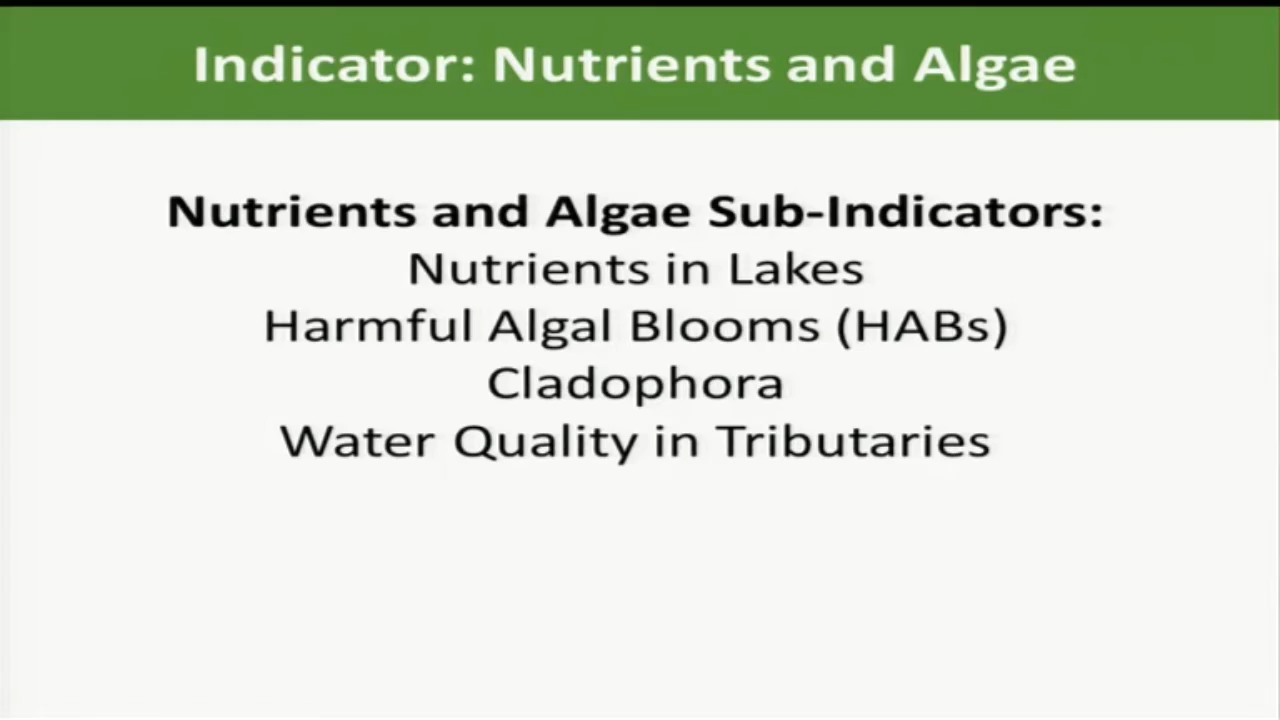 Indicator: Nutrients and Algae
Nutrients and Algae Sub-Indicators:
Nutrients in Lakes
Harmful Algal Blooms (HABs)
Cladophora
Water Quality in Tributaries